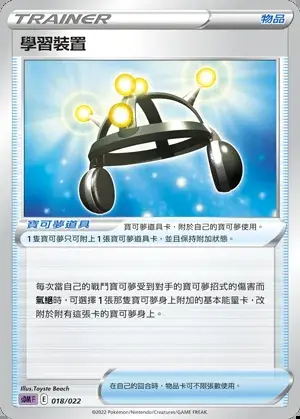 TRAINER 物品
學習裝置
寶可夢道具 寶可夢道具卡,附於自己的寶可夢使用。
1隻寶可夢只可附上1張寶可夢道具卡,並且保持附加狀態。
每次當自己的戰鬥寶可夢受到對手的寶可夢招式的傷害而
氣絕時,可選擇1張那隻寶可夢身上附加的基本能量卡,改
附於附有這張卡的寶可夢身上。
Illus.Toyste Beach
E 018/022
在自己的回合時,物品卡可不限張數使用。
©2022 Pokémon/Nintendo/Creatures/GAME FREAK.